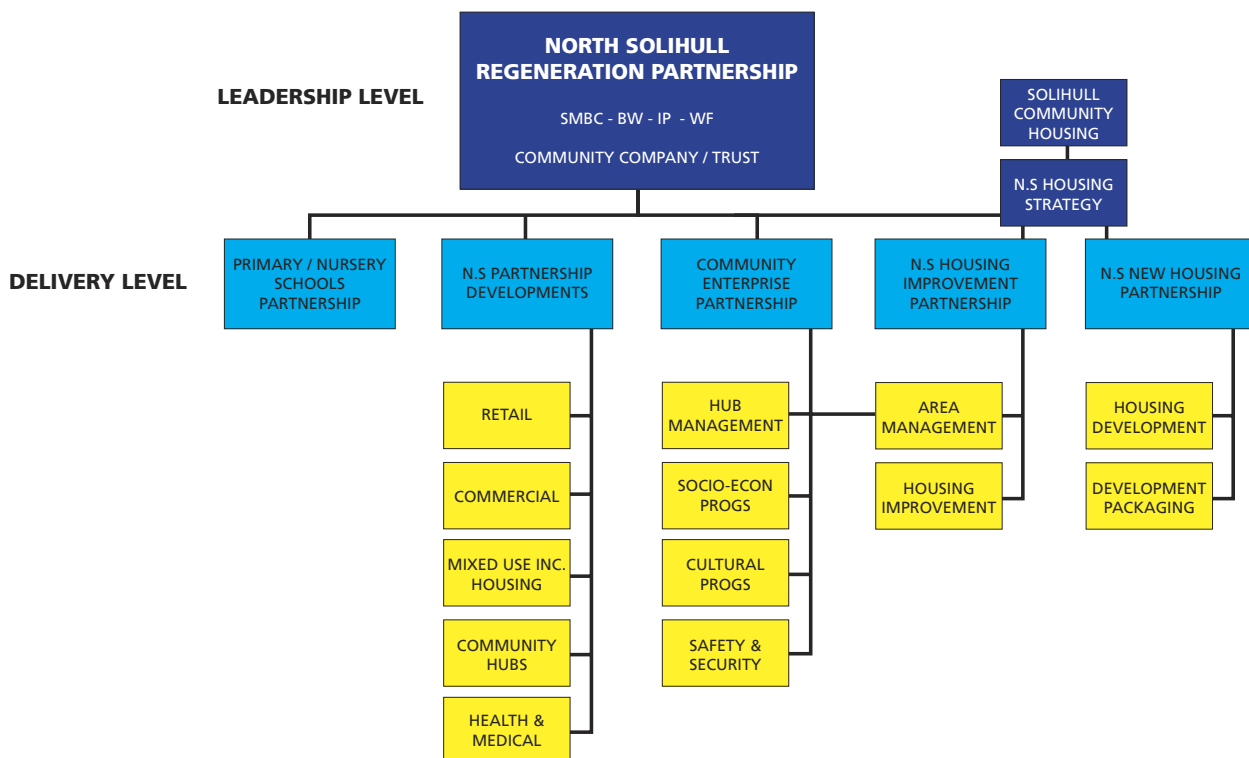 NORTH SOLIHULL
REGENERATION PARTNERSHIP
SMBC - BW - IP - WF
COMMUNITY COMPANY / TRUST
LEADERSHIP LEVEL
SOLIHULL
COMMUNITY
HOUSING
N.S HOUSING
STRATEGY
DELIVERY LEVEL
PRIMARY / NURSERY
SCHOOLS
PARTNERSHIP
N.S PARTNERSHIP
DEVELOPMENTS
COMMUNITY
ENTERPRISE
PARTNERSHIP
N.S HOUSING
IMPROVEMENT
PARTNERSHIP
N.S NEW HOUSING
PARTNERSHIP
RETAIL
COMMERCIAL
MIXED USE INC.
HOUSING
COMMUNITY
HUBS
HEALTH &
MEDICAL
HUB
MANAGEMENT
SOCIO-ECON
PROGS
CULTURAL
PROGS
SAFETY &
SECURITY
AREA
MANAGEMENT
HOUSING
IMPROVEMENT
HOUSING
DEVELOPMENT
DEVELOPMENT
PACKAGING